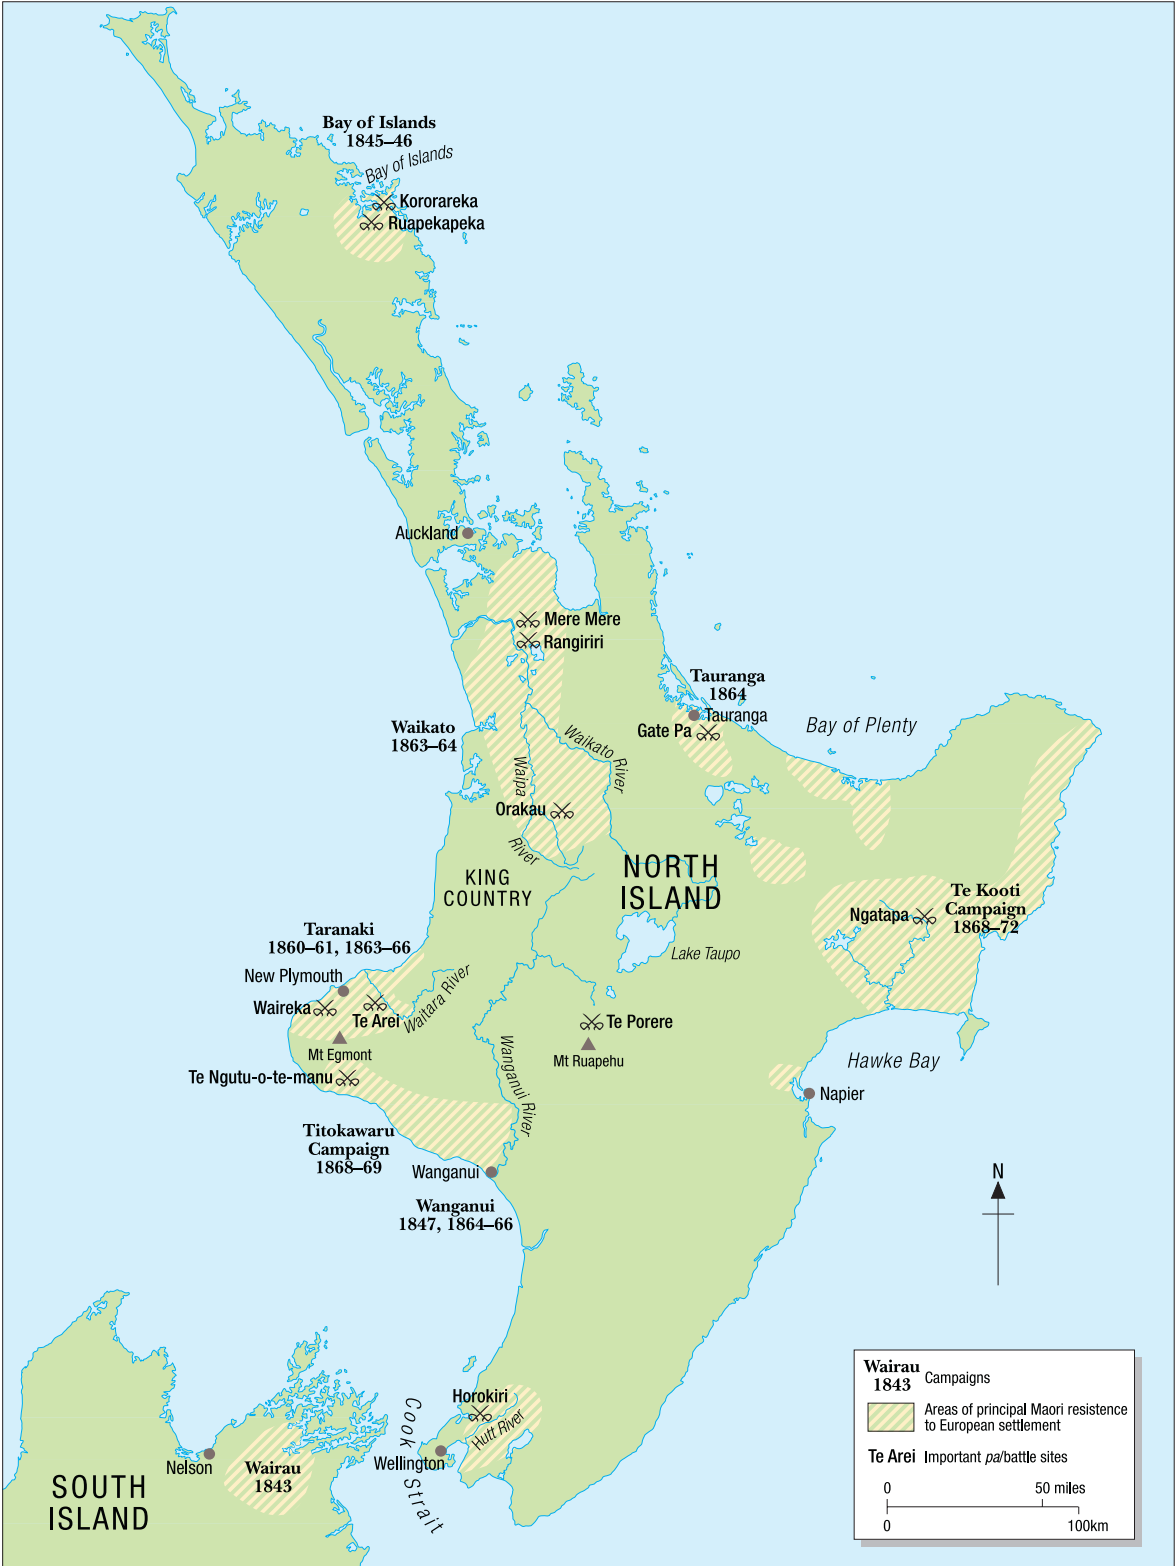 Bay of Islands
1845–46
Bay of Islands
Kororareka
Ruapekapeka
Auckland
Mere Mere
Rangiriri
Tauranga
1864
Tauranga
Gate Pa
Bay of Plenty
Waikato
1863–64
Waikato River
Waipa
River
Orakau
NORTH
ISLAND
KING
COUNTRY
Te Kooti
Campaign
1868–72
Ngatapa
Lake Taupo
Taranaki
1860–61, 1863–66
New Plymouth
Waireka
Te Arei
Waitara River
Mt Egmont
Te Porere
Mt Ruapehu
Wanganui River
Te Ngutu-o-te-manu
Hawke Bay
Napier
Titokawaru
Campaign
1868–69
Wanganui
Wanganui
1847, 1864–66
N
Horokiri
Hutt River
Wellington
Cook Strait
Nelson
Wairau
1843
SOUTH
ISLAND
Wairau
1843
Campaigns
Areas of principal Maori resistence
to European settlement
Te Arei Important pa/battle sites
0 50 miles
0 100km